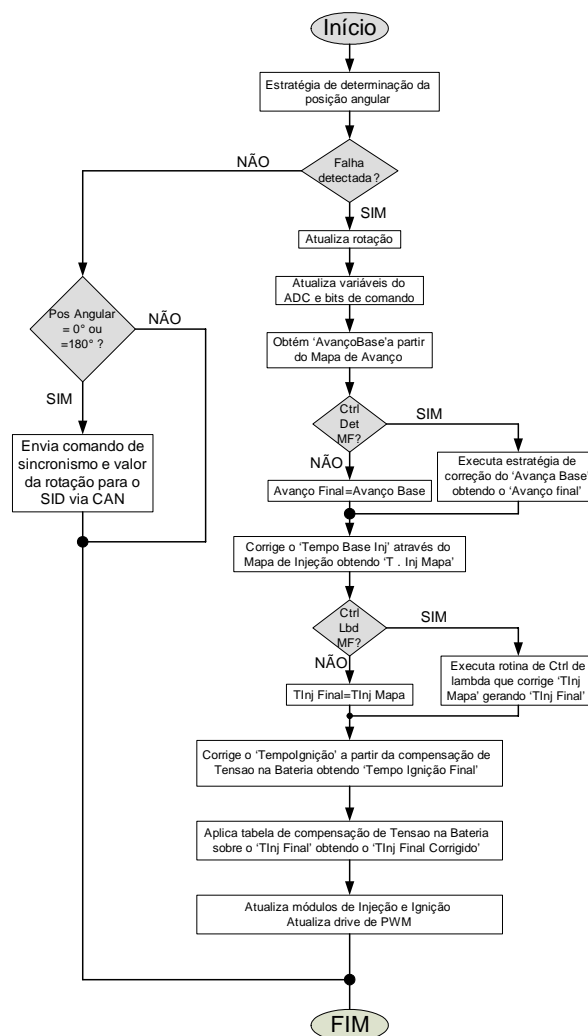 Início
Estratégia de determinação da
posição angular
NÃO
Falha
detectada?
SIM
Atualiza rotação
Atualiza variáveis do
ADC e bits de comando
Pos Angular
= 0° ou
=180° ?
NÃO
Obtém ‘AvançoBase’a partir
do Mapa de Avanço
SIM
Ctrl
Det
MF?
SIM
NÃO
Envia comando de
sincronismo e valor
da rotação para o
SID via CAN
Executa estratégia de
correção do ‘Avança Base’
obtendo o ‘Avanço final’
Avanço Final=Avanço Base
Corrige o ‘Tempo Base Inj’ através do
Mapa de Injeção obtendo ‘T . Inj Mapa’
Ctrl
Lbd
MF?
SIM
NÃO
Executa rotina de Ctrl de
lambda que corrige ‘TInj
Mapa’ gerando ‘TInj Final’
TInj Final=TInj Mapa
Corrige o ‘TempoIgnição’ a partir da compensação de
Tensao na Bateria obtendo ‘Tempo Ignição Final’
Aplica tabela de compensação de Tensao na Bateria
sobre o ‘TInj Final’ obtendo o ‘TInj Final Corrigido’
Atualiza módulos de Injeção e Ignição
Atualiza drive de PWM
FIM